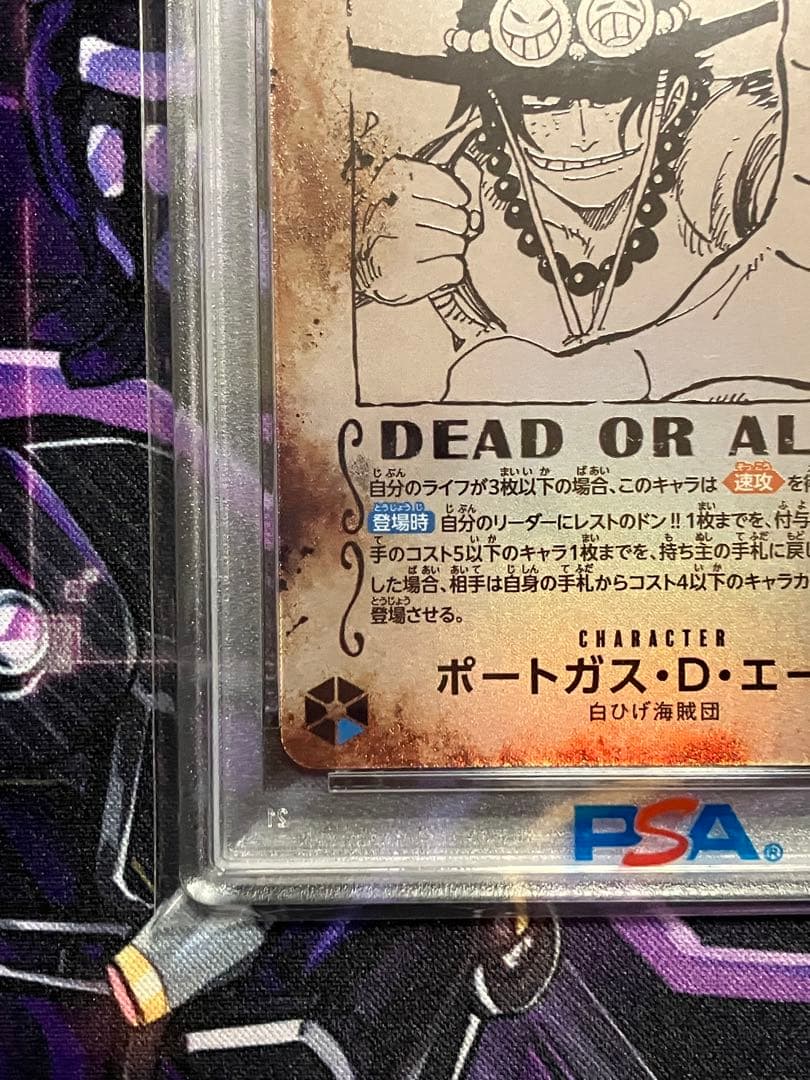 DEAD OR AL
自分のライフが3枚以下の場合、このキャラは 速攻 を
登場時 自分のリーダーにレストのドン!!1枚までを、付与
手のコスト5以下のキャラ1枚までを、持ち主の手札に戻し
した場合、相手は自身の手札からコスト4以下のキャラカ
登場させる。
CHARACTER
ポートガス・D・エー
白ひげ海賊団
21
PSA®